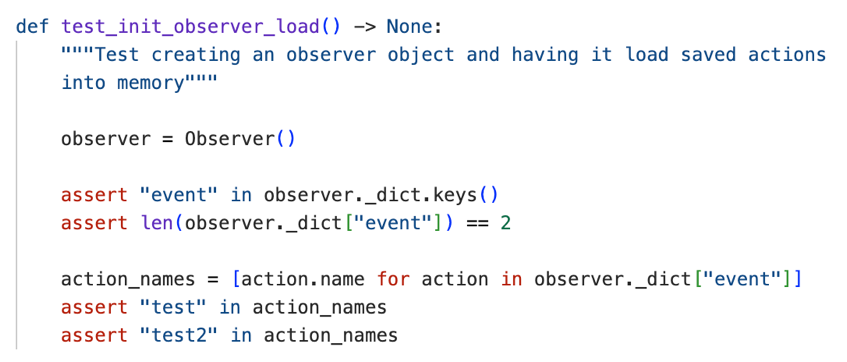 def test_init_observer_load() -> None:
    """Test creating an observer object and having it load saved actions
    into memory"""
    observer = Observer()
    assert "event" in observer._dict.keys()
    assert len(observer._dict["event"]) == 2
    action_names = [action.name for action in observer._dict["event"]]
    assert "test" in action_names
    assert "test2" in action_names